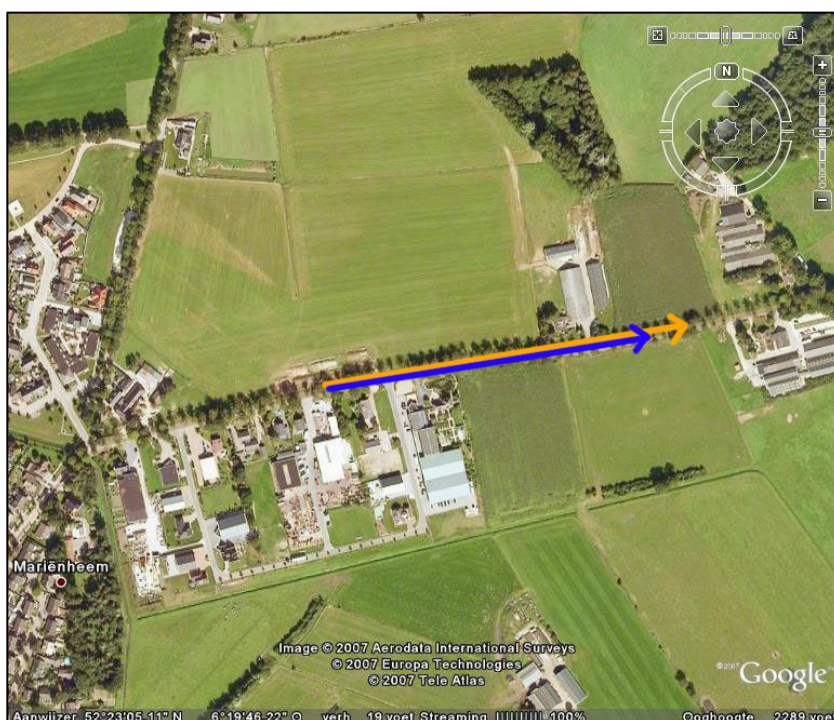 N
Mariënheem
Image © 2007 Aerodata International Surveys
© 2007 Europa Technologies
© 2007 Tele Atlas
©2007 Google
Aanwijzer 52°23'05.11" N 6°19'46.22" O verh. 19 voet Streaming 100% Ooghoogte 2289 voet